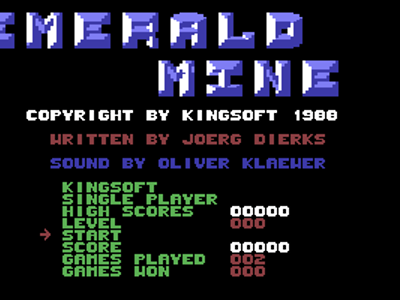 EMERALD
MINE
COPYRIGHT BY KINGSOFT 1988
WRITTEN BY JOERG DIERKS
SOUND BY OLIVER KLAEWER
KINGSOFT
SINGLE PLAYER
HIGH SCORES 00000
LEVEL 000
→ START
SCORE 00000
GAMES PLAYED 002
GAMES WON 000